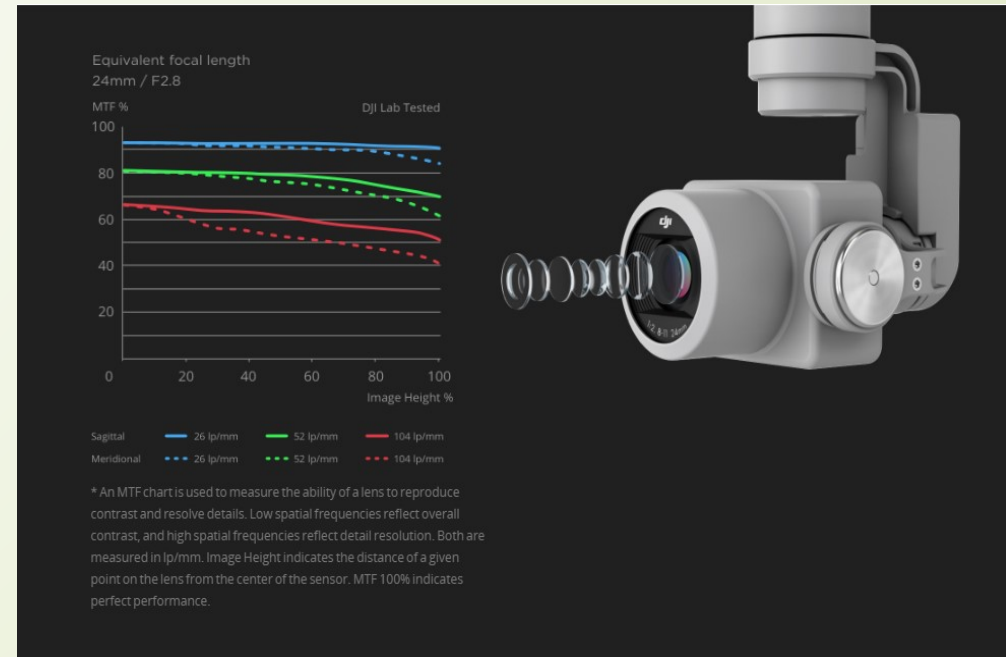 Equivalent focal length
24mm / F2.8
MTF %
DJI Lab Tested
100
80
60
40
20
0 20 40 60 80 100
Image Height %
Sagittal 26 lp/mm 52 lp/mm 104 lp/mm
Meridional 26 lp/mm 52 lp/mm 104 lp/mm
* An MTF chart is used to measure the ability of a lens to reproduce
contrast and resolve details. Low spatial frequencies reflect overall
contrast, and high spatial frequencies reflect detail resolution. Both are
measured in lp/mm. Image Height indicates the distance of a given
point on the lens from the center of the sensor. MTF 100% indicates
perfect performance.
dji
1:2.8-11 24mm